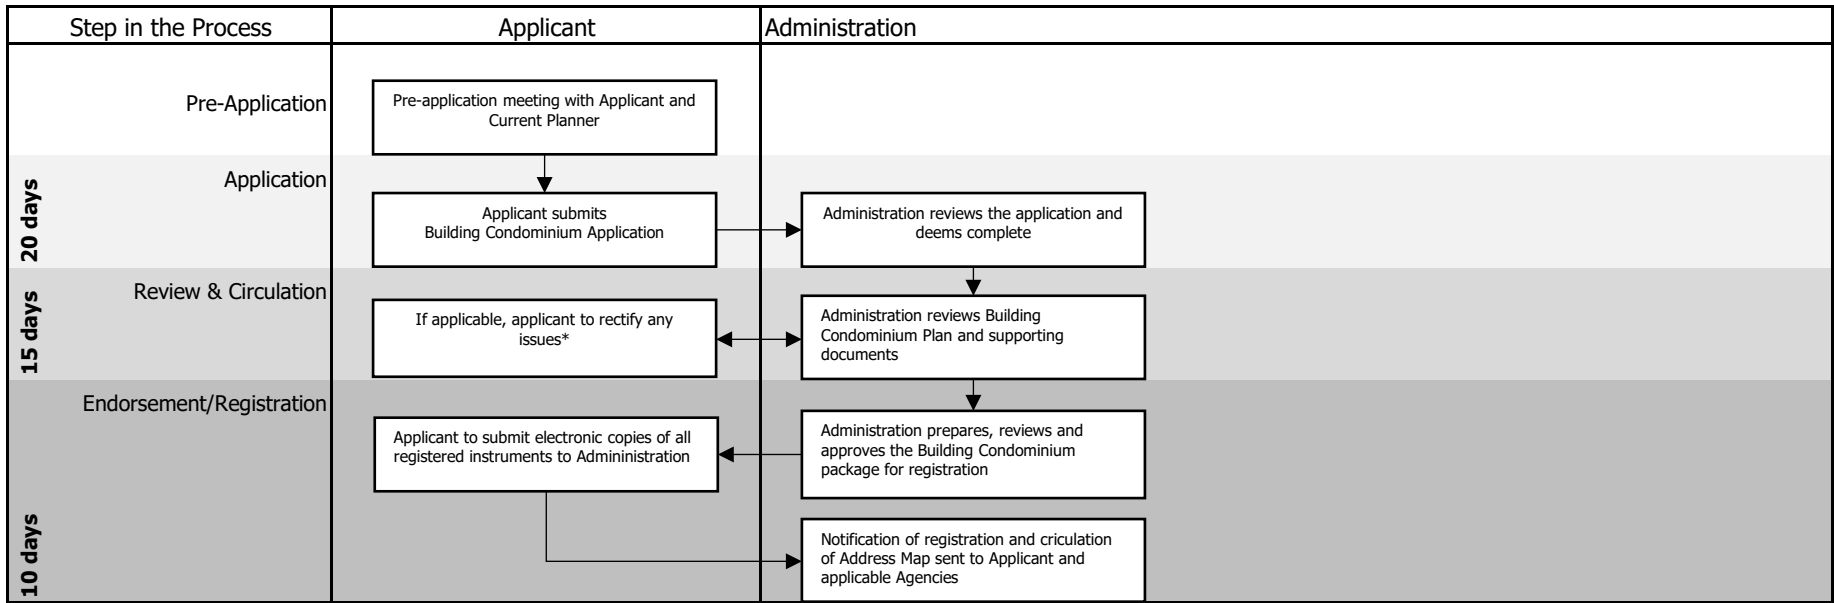 Step in the Process
Applicant
Administration
Pre-Application
Pre-application meeting with Applicant and
Current Planner
20 days
Application
Applicant submits
Building Condominium Application
Administration reviews the application and
deems complete
15 days
Review & Circulation
If applicable, applicant to rectify any
issues*
Administration reviews Building
Condominium Plan and supporting
documents
10 days
Endorsement/Registration
Applicant to submit electronic copies of all
registered instruments to Admininistration
Administration prepares, reviews and
approves the Building Condominium
package for registration
Notification of registration and criculation
of Address Map sent to Applicant and
applicable Agencies